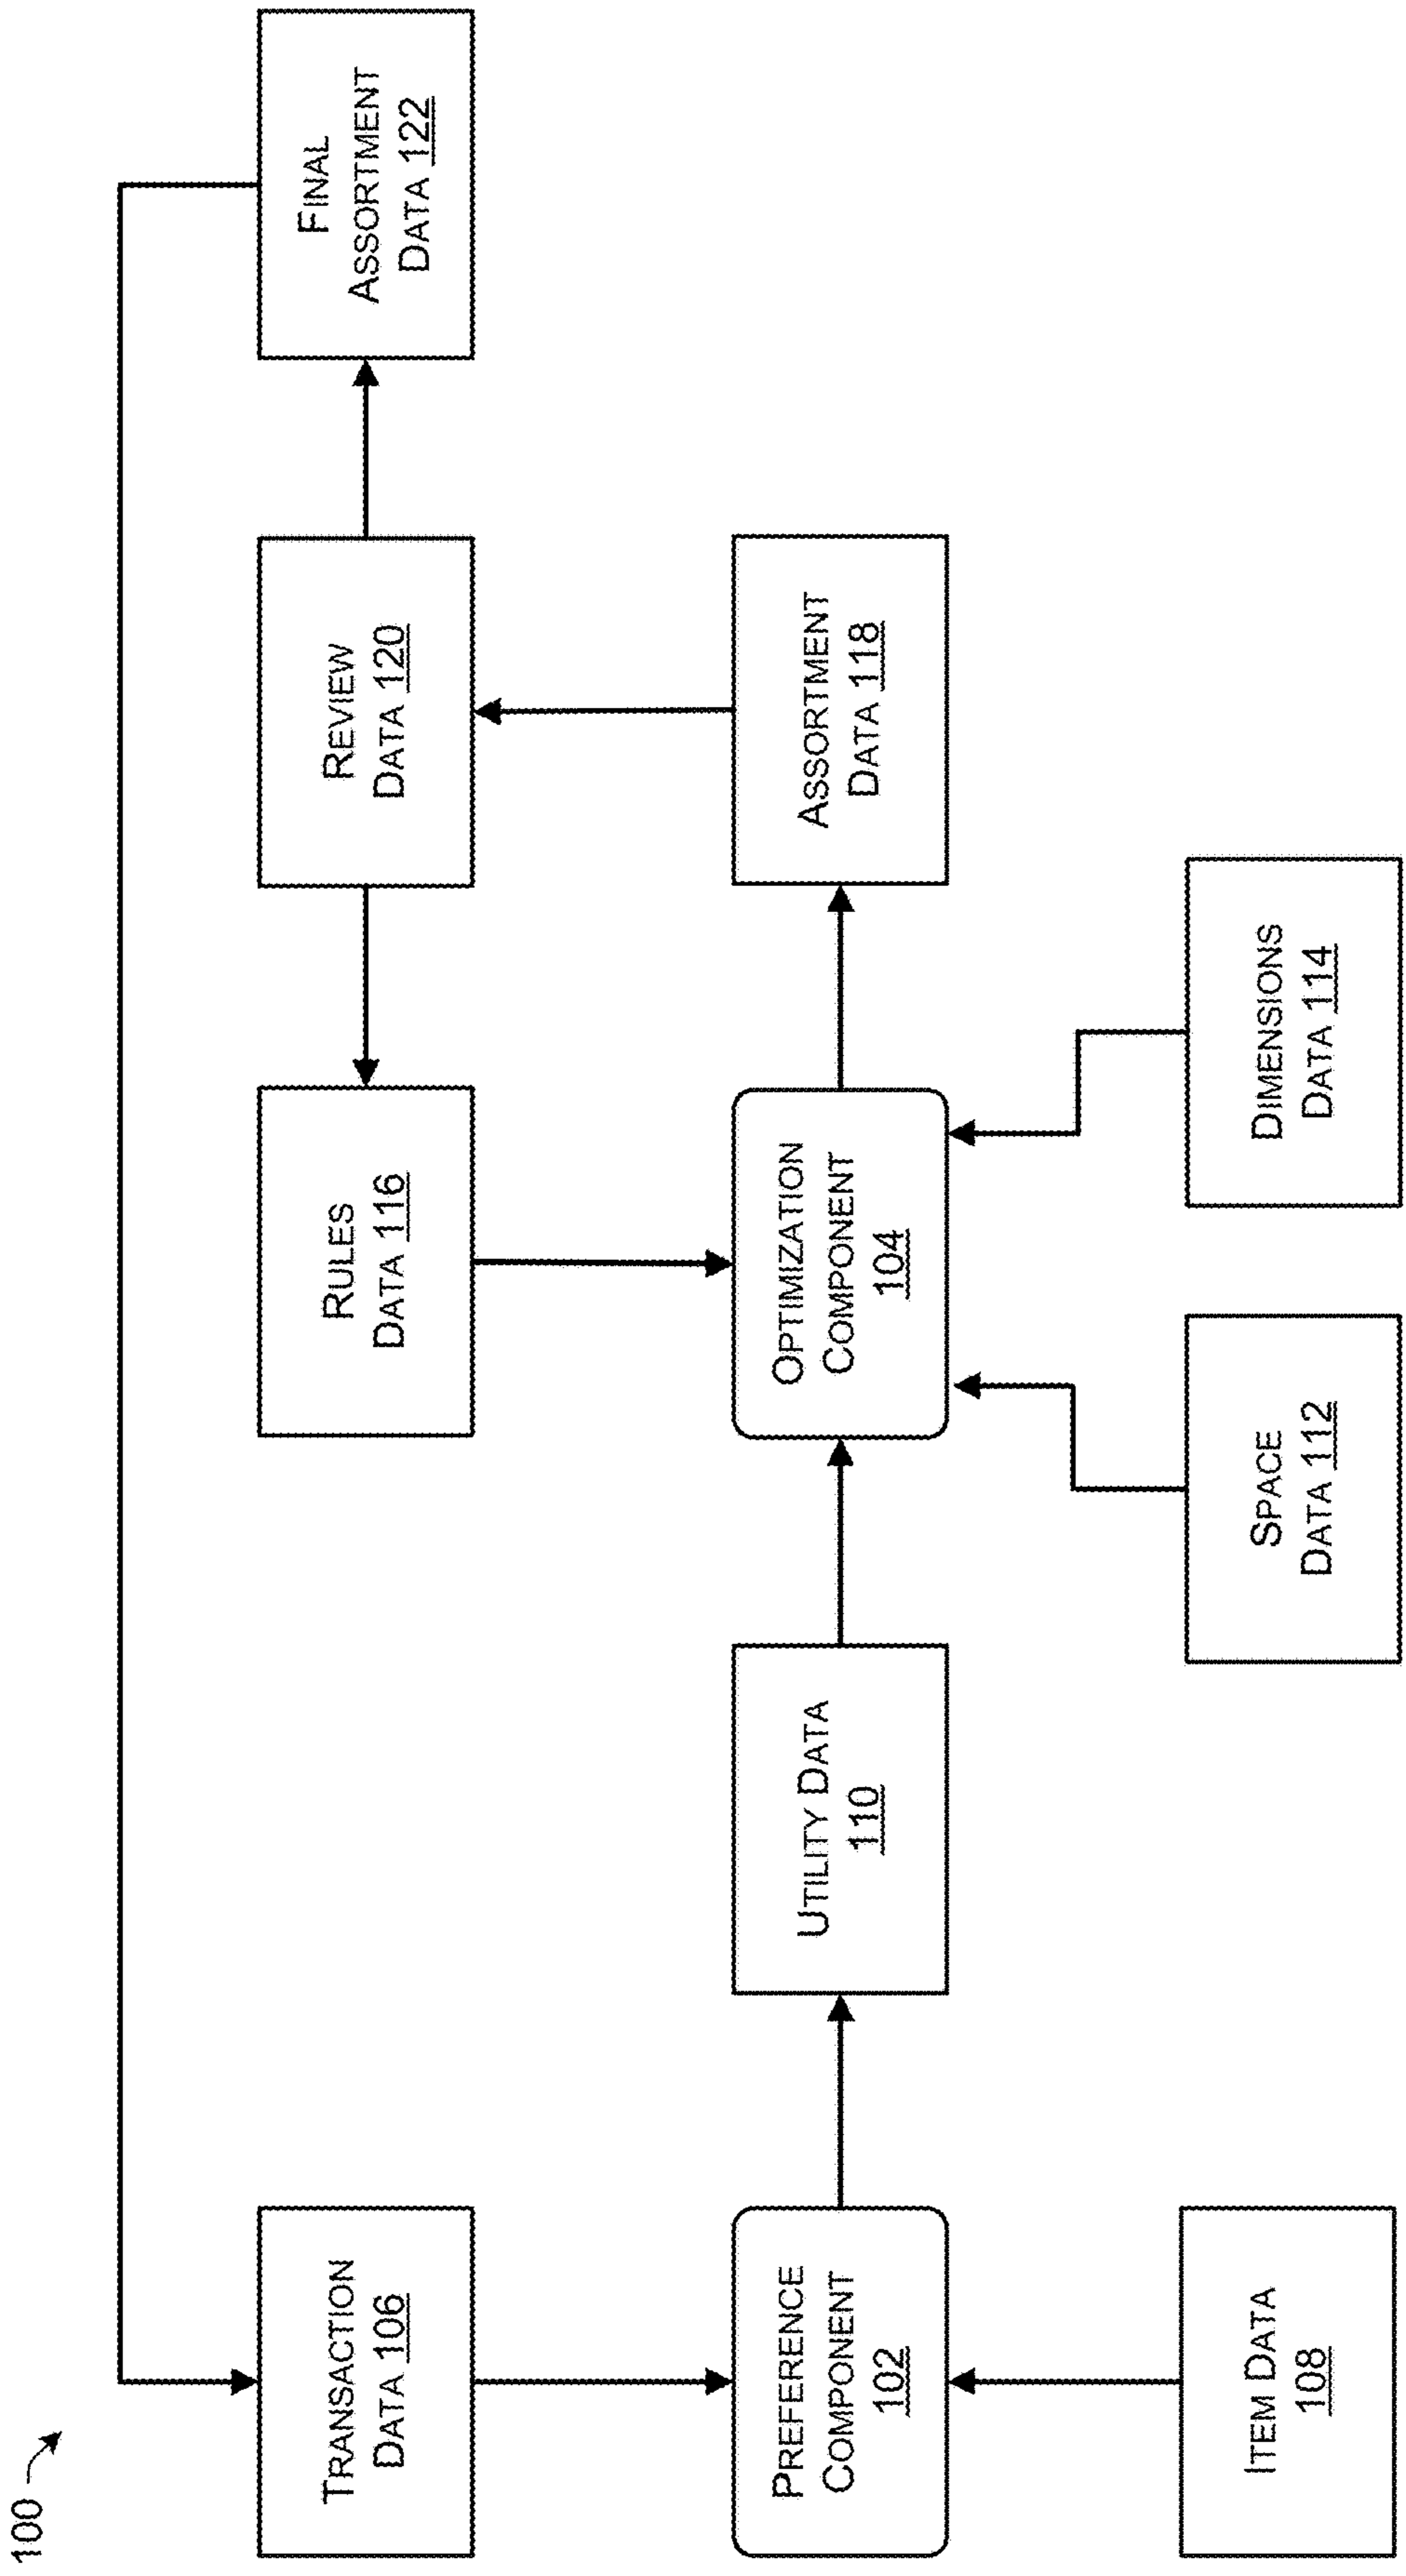 100
TRANSACTION
DATA 106
RULES
DATA 116
REVIEW
DATA 120
FINAL
ASSORTMENT
DATA 122
PREFERENCE
COMPONENT
102
UTILITY DATA
110
OPTIMIZATION
COMPONENT
104
ASSORTMENT
DATA 118
ITEM DATA
108
SPACE
DATA 112
DIMENSIONS
DATA 114